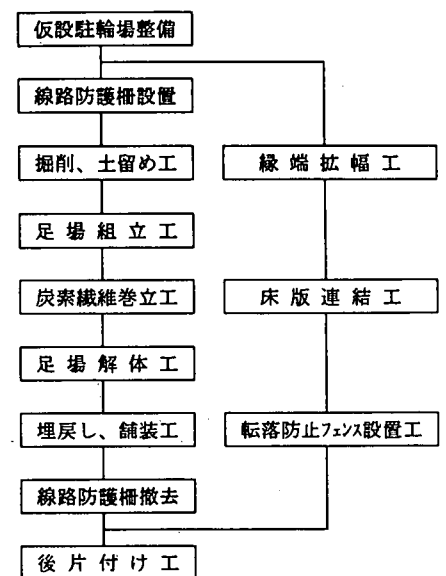 仮設駐輪場整備
線路防護柵設置
掘削、土留め工
足場組立工
炭素繊維巻立工
足場解体工
埋戻し、舗装工
線路防護柵撤去
後片付け工
縁端拡幅工
床版連結工
転落防止フェンス設置工